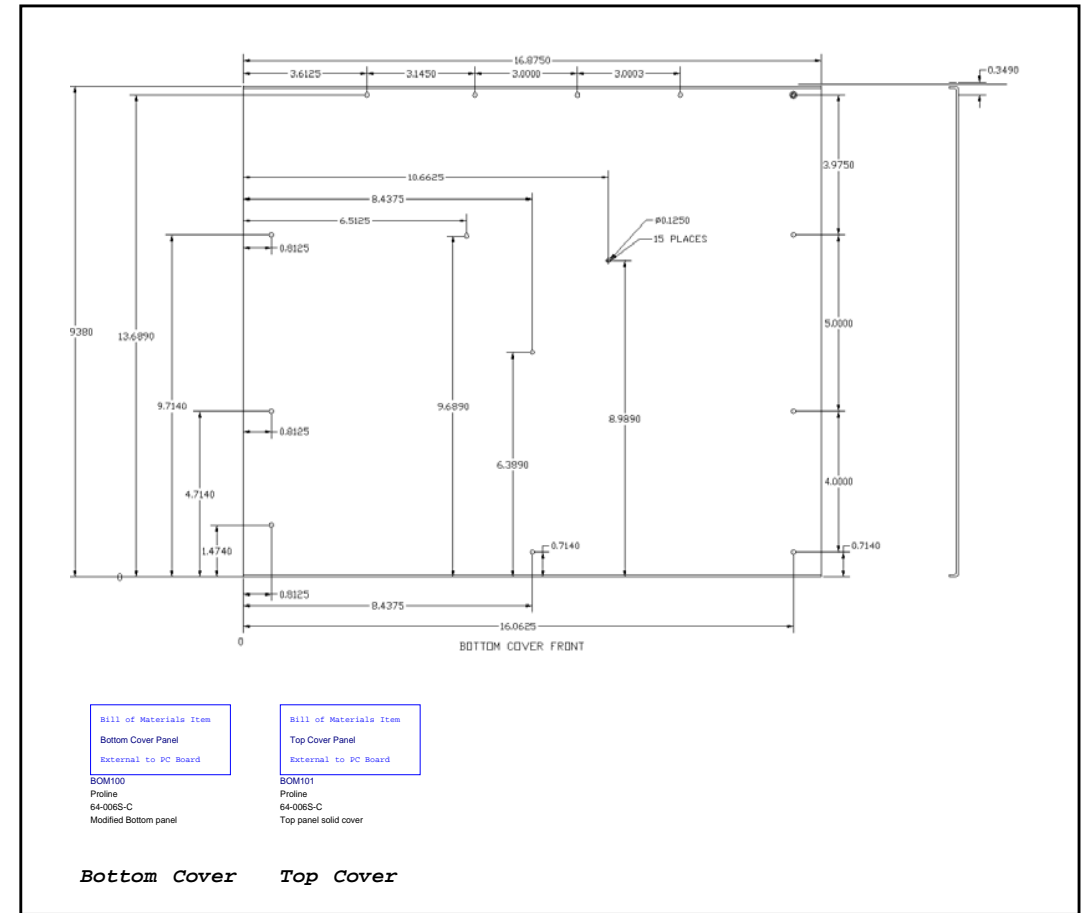 16.8750
3.6125 3.1450 3.0000 3.0003
0.3490
3.9750
10.6625
8.4375
6.5125
Ø0.1250
15 PLACES
0.8125
9380 13.6890
5.0000
9.7140 9.6890
8.9890
0.8125
6.3890
4.7140
4.0000
1.4740
0.7140 0.7140
0
0.8125
8.4375
16.0625
0
BOTTOM COVER FRONT
Bill of Materials Item
Bottom Cover Panel
External to PC Board
BOM100
Proline
64-006S-C
Modified Bottom panel
Bill of Materials Item
Top Cover Panel
External to PC Board
BOM101
Proline
64-006S-C
Top panel solid cover
Bottom Cover Top Cover